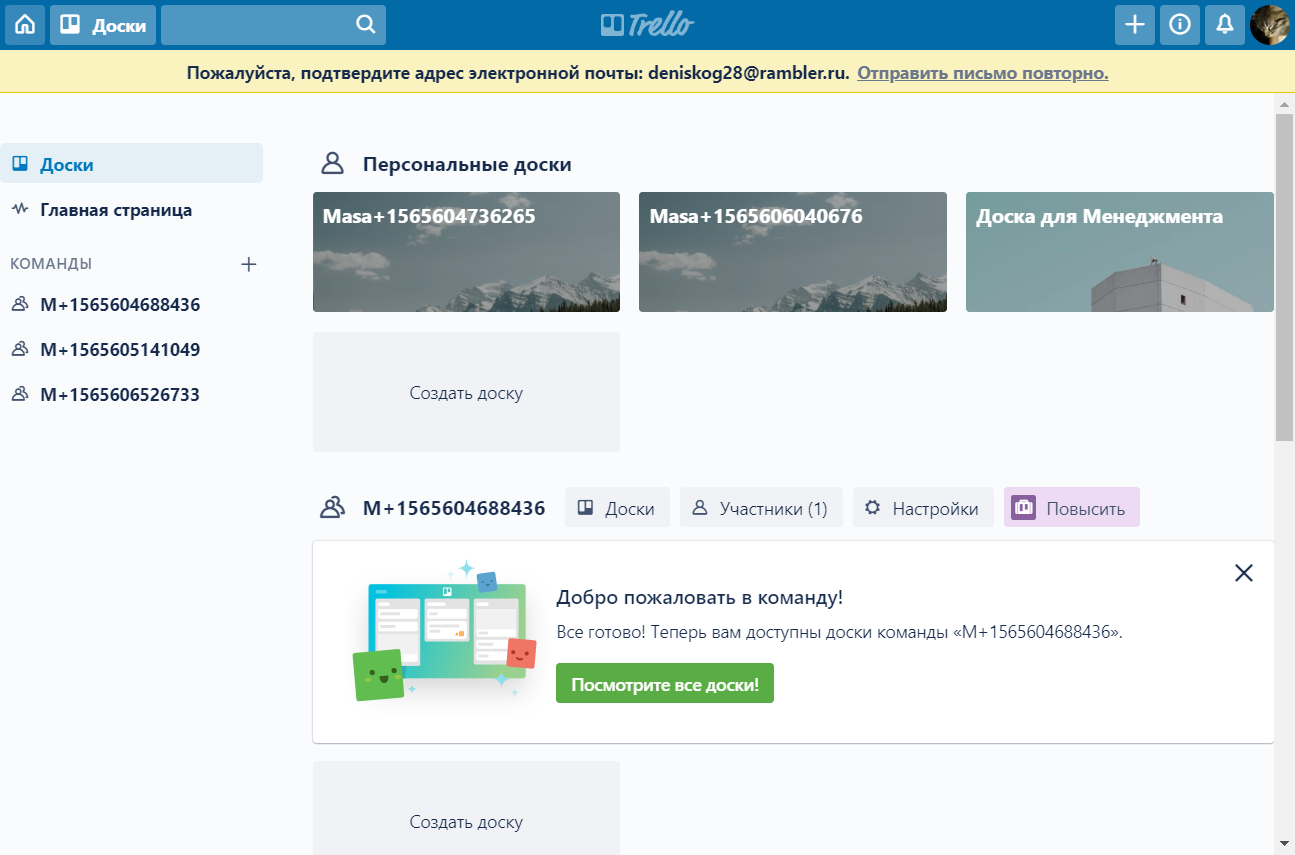 Доски
Trello
Пожалуйста, подтвердите адрес электронной почты: deniskog28@rambler.ru. Отправить письмо повторно.
Доски
Главная страница
КОМАНДЫ
M+1565604688436
M+1565605141049
M+1565606526733
Персональные доски
Masa+1565604736265
Masa+1565606040676
Доска для Менеджмента
Создать доску
M+1565604688436
Доски
Участники (1)
Настройки
Повысить
Добро пожаловать в команду!
Все готово! Теперь вам доступны доски команды «M+1565604688436».
Посмотрите все доски!
Создать доску